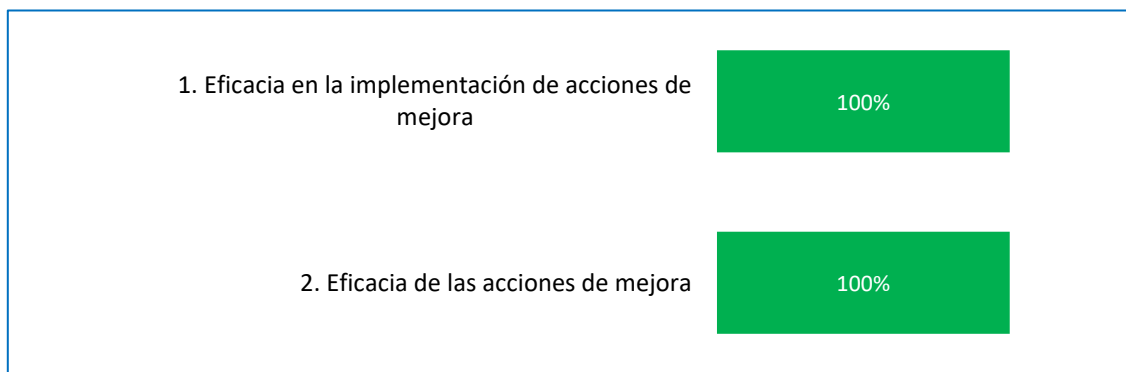 1. Eficacia en la implementación de acciones de
mejora
100%
2. Eficacia de las acciones de mejora
100%